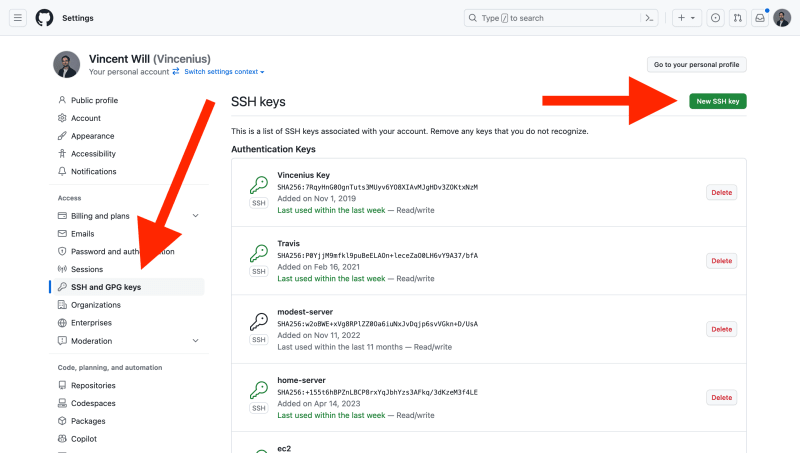 Settings
Type / to search
Vincent Will (Vincenius)
Your personal account Switch settings context
Go to your personal profile
Public profile
Account
Appearance
Accessibility
Notifications
Access
Billing and plans
Emails
Password and authentication
Sessions
SSH and GPG keys
Organizations
Enterprises
Moderation
Code, planning, and automation
Repositories
Codespaces
Packages
Copilot
SSH keys
New SSH key
This is a list of SSH keys associated with your account. Remove any keys that you do not recognize.
Authentication Keys
Vincenius Key
SHA256:7RqyHnG0OgnTuts3MUyv6YO8XIAvMJgHDv3ZOKtxNzM
Added on Nov 1, 2019
Last used within the last week — Read/write
SSH
Delete
Travis
SHA256:P0YjjM9mfkl9puBeELAOn+leceZaO0LH6vY9A37/bfA
Added on Feb 16, 2021
Last used within the last week — Read/write
SSH
Delete
modest-server
SHA256:w2oBWE+xVg8RPlZZ0Oa6iuNxJvDqjp6svVGkn+D/UsA
Added on Nov 11, 2022
Last used within the last 11 months — Read/write
SSH
Delete
home-server
SHA256:+155t6hBPZnLBCP8rxYqJbhYzs3AFkq/3dKzeM3f4LE
Added on Apr 14, 2023
Last used within the last week — Read/write
SSH
Delete
ec2